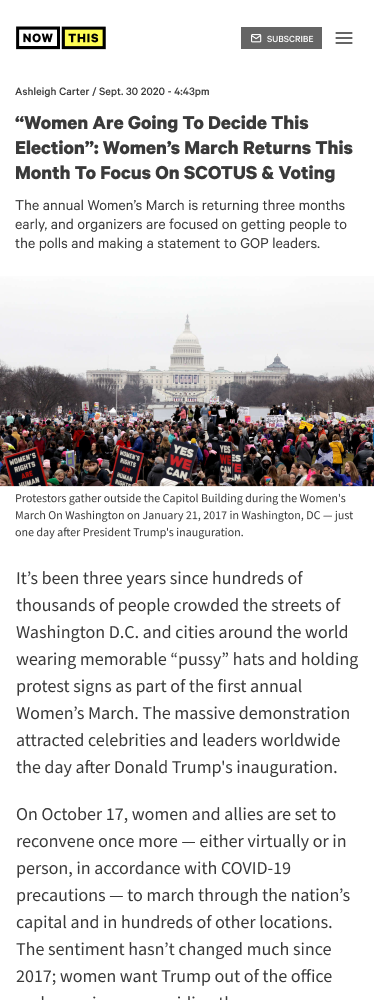 NOW THIS
SUBSCRIBE
Ashleigh Carter / Sept. 30 2020 - 4:43pm
“Women Are Going To Decide This
Election”: Women’s March Returns This
Month To Focus On SCOTUS & Voting
The annual Women’s March is returning three months
early, and organizers are focused on getting people to
the polls and making a statement to GOP leaders.
WOMEN'S
RIGHTS
HUMAN
WOMEN'S
RIGHTS
HUMAN
YES
WE
CAN
YES
WE
CAN
Protestors gather outside the Capitol Building during the Women's
March On Washington on January 21, 2017 in Washington, DC — just
one day after President Trump's inauguration.
It’s been three years since hundreds of
thousands of people crowded the streets of
Washington D.C. and cities around the world
wearing memorable “pussy” hats and holding
protest signs as part of the first annual
Women’s March. The massive demonstration
attracted celebrities and leaders worldwide
the day after Donald Trump's inauguration.
On October 17, women and allies are set to
reconvene once more — either virtually or in
person, in accordance with COVID-19
precautions — to march through the nation’s
capital and in hundreds of other locations.
The sentiment hasn’t changed much since
2017; women want Trump out of the office